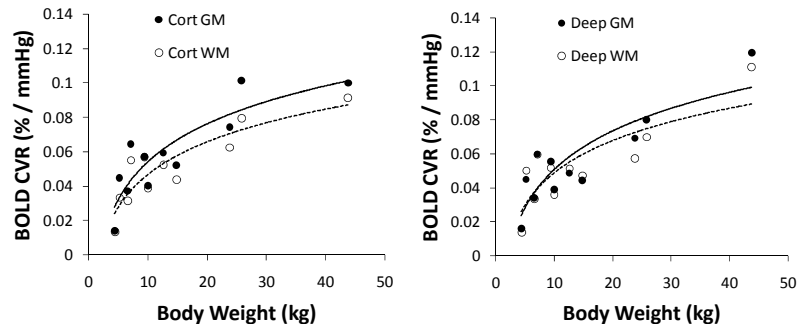 Cort GM
Cort WM
BOLD CVR (% / mmHg)
0.14
0.12
0.1
0.08
0.06
0.04
0.02
0
0 10 20 30 40 50
Body Weight (kg)
Deep GM
Deep WM
BOLD CVR (% / mmHg)
0.14
0.12
0.1
0.08
0.06
0.04
0.02
0
0 10 20 30 40 50
Body Weight (kg)